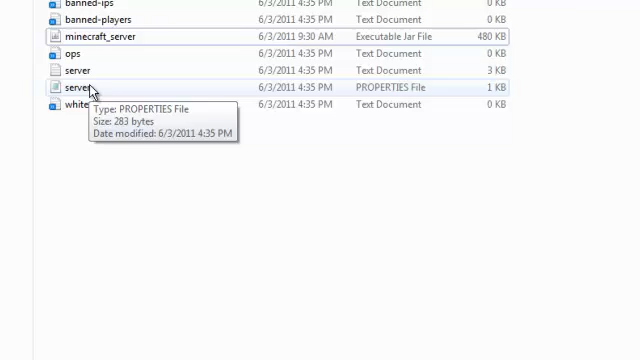 banned-ips 6/3/2011 4:35 PM Text Document 0 KB
banned-players 6/3/2011 4:35 PM Text Document 0 KB
minecraft_server 6/3/2011 9:30 AM Executable Jar File 480 KB
ops 6/3/2011 4:35 PM Text Document 0 KB
server 6/3/2011 4:35 PM Text Document 3 KB
server 6/3/2011 4:35 PM PROPERTIES File 1 KB
white 6/3/2011 4:35 PM Text Document 0 KB
Type: PROPERTIES File
Size: 283 bytes
Date modified: 6/3/2011 4:35 PM